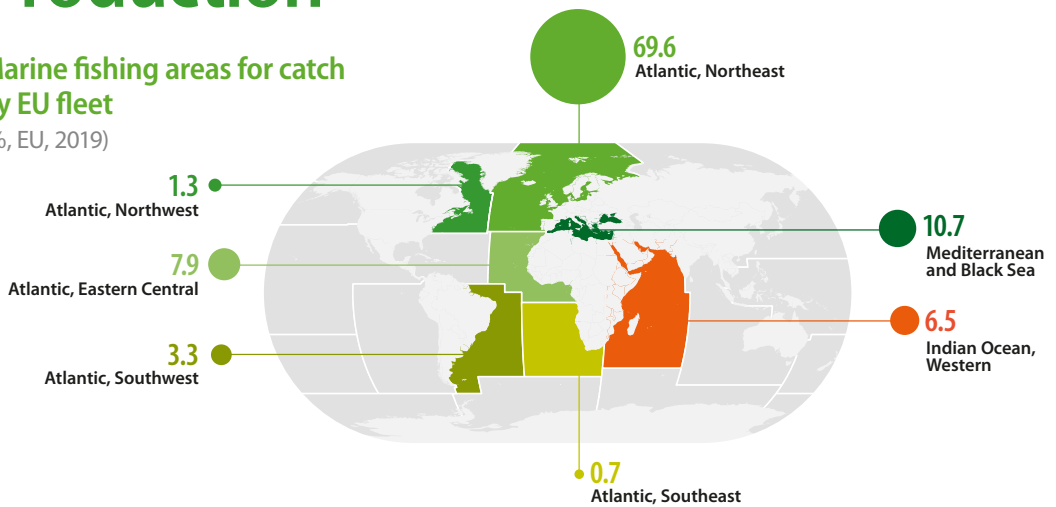 roduction
arine fishing areas for catch
y EU fleet
%, EU, 2019)
69.6
Atlantic, Northeast
1.3
Atlantic, Northwest
10.7
Mediterranean
and Black Sea
7.9
Atlantic, Eastern Central
6.5
Indian Ocean,
Western
3.3
Atlantic, Southwest
0.7
Atlantic, Southeast